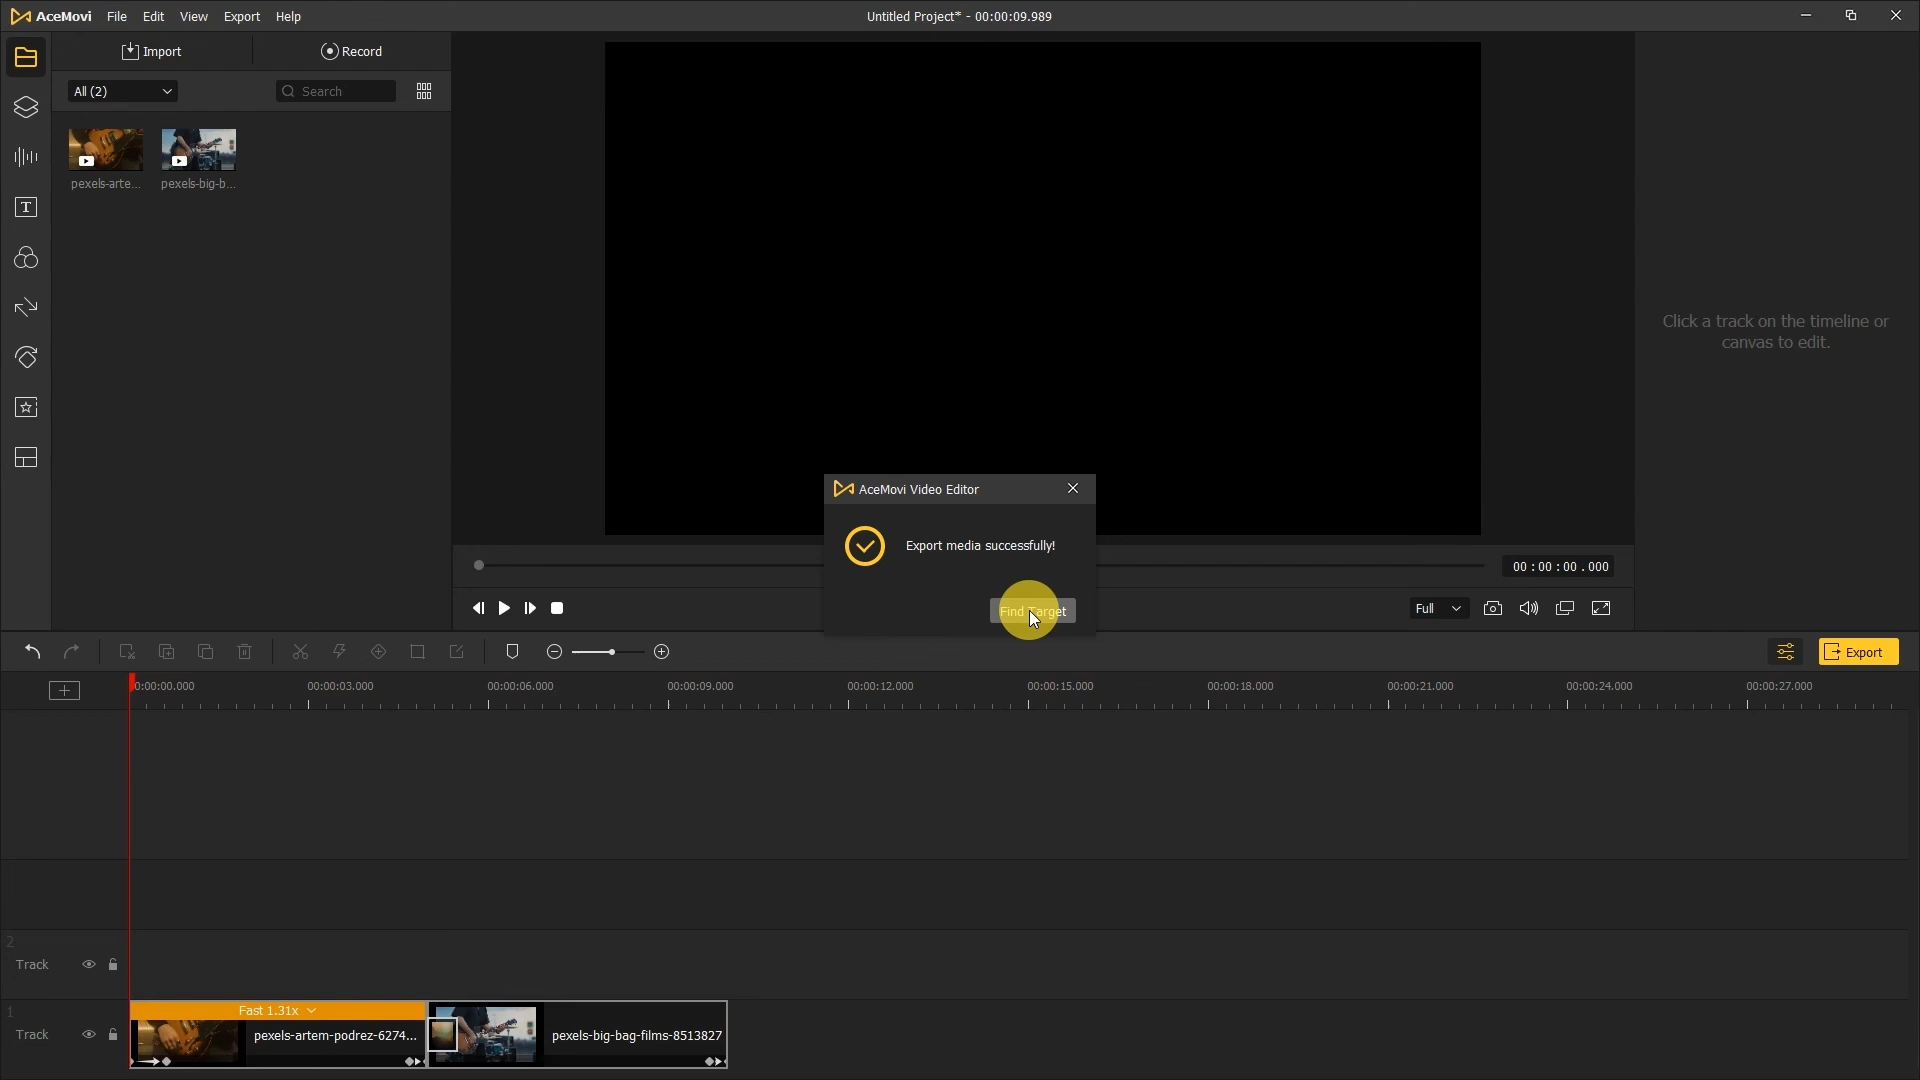 AceMovi File Edit View Export Help
Untitled Project* - 00:00:09.989
Import
Record
All (2)
Search
pexels-arte...
pexels-big-b...
Click a track on the timeline or
canvas to edit.
AceMovi Video Editor
Export media successfully!
Find Target
00 : 00 : 00 . 000
Full
Export
0:00:00.000
00:00:03.000
00:00:06.000
00:00:09.000
00:00:12.000
00:00:15.000
00:00:18.000
00:00:21.000
00:00:24.000
00:00:27.000
2
Track
1
Track
Fast 1.31x
pexels-artem-podrez-6274...
pexels-big-bag-films-8513827